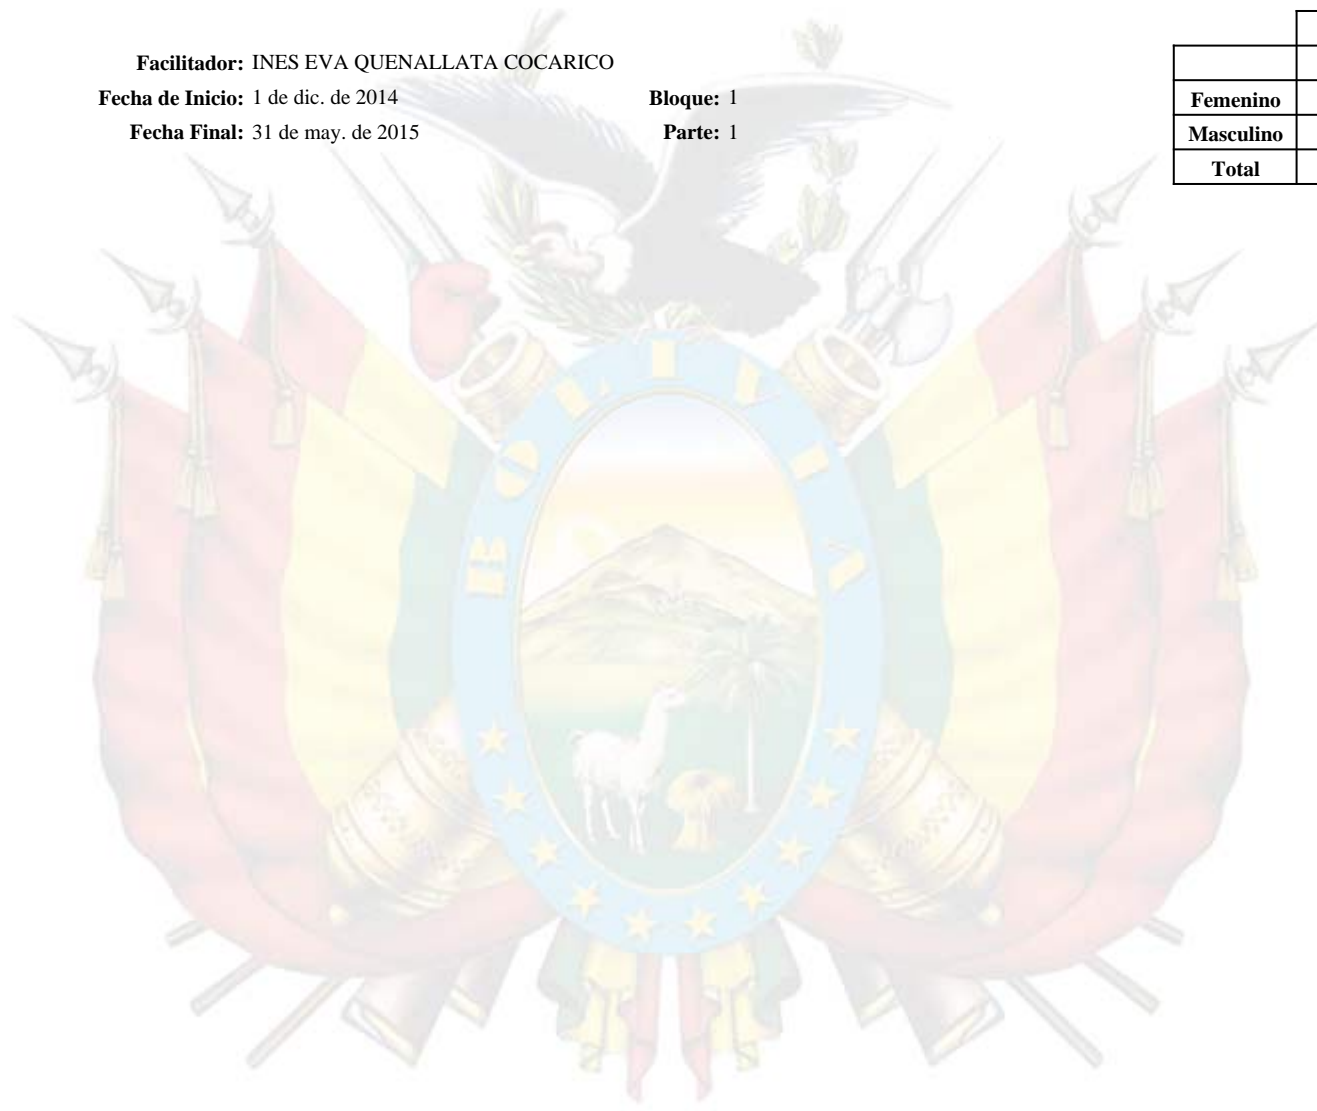 Facilitador: INES EVA QUENALLATA COCARICO
Fecha de Inicio: 1 de dic. de 2014 Bloque: 1
Fecha Final: 31 de may. de 2015 Parte: 1
Femenino
Masculino
Total
BOLIVIA